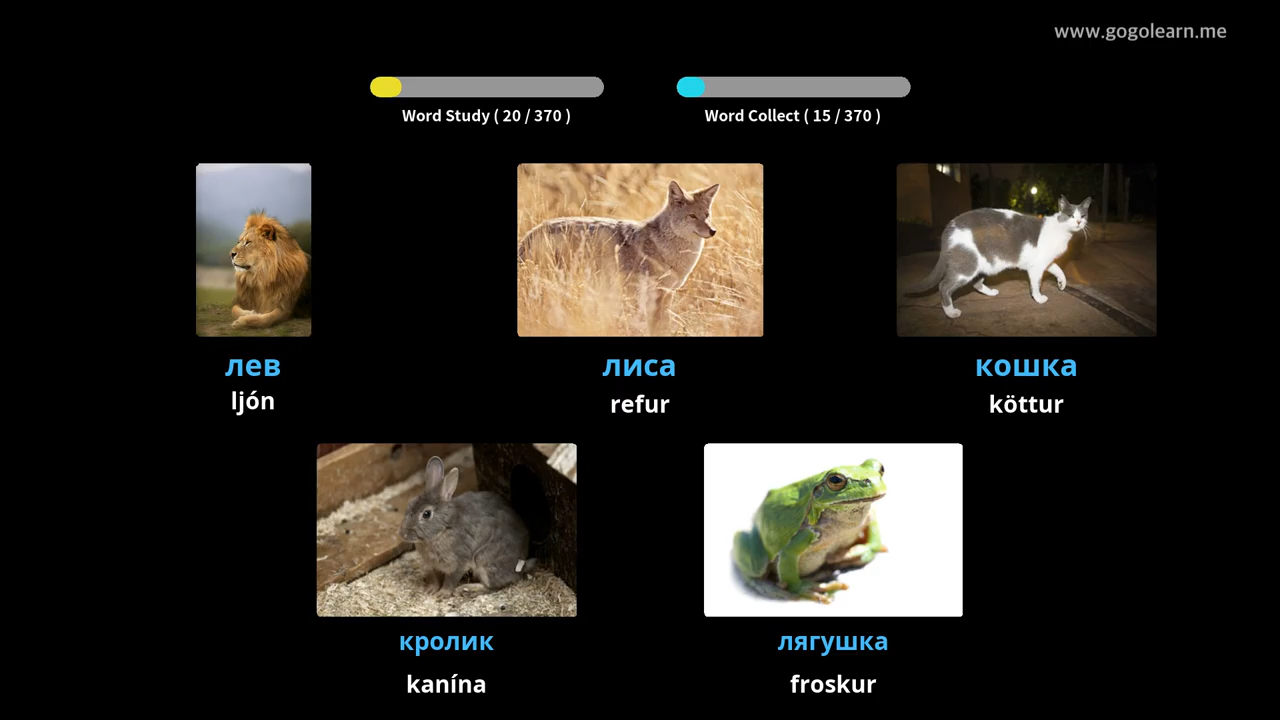 www.gogolearn.me
Word Study ( 20 / 370 )
Word Collect ( 15 / 370 )
лев
ljón
лиса
refur
кошка
köttur
кролик
kanína
лягушка
froskur